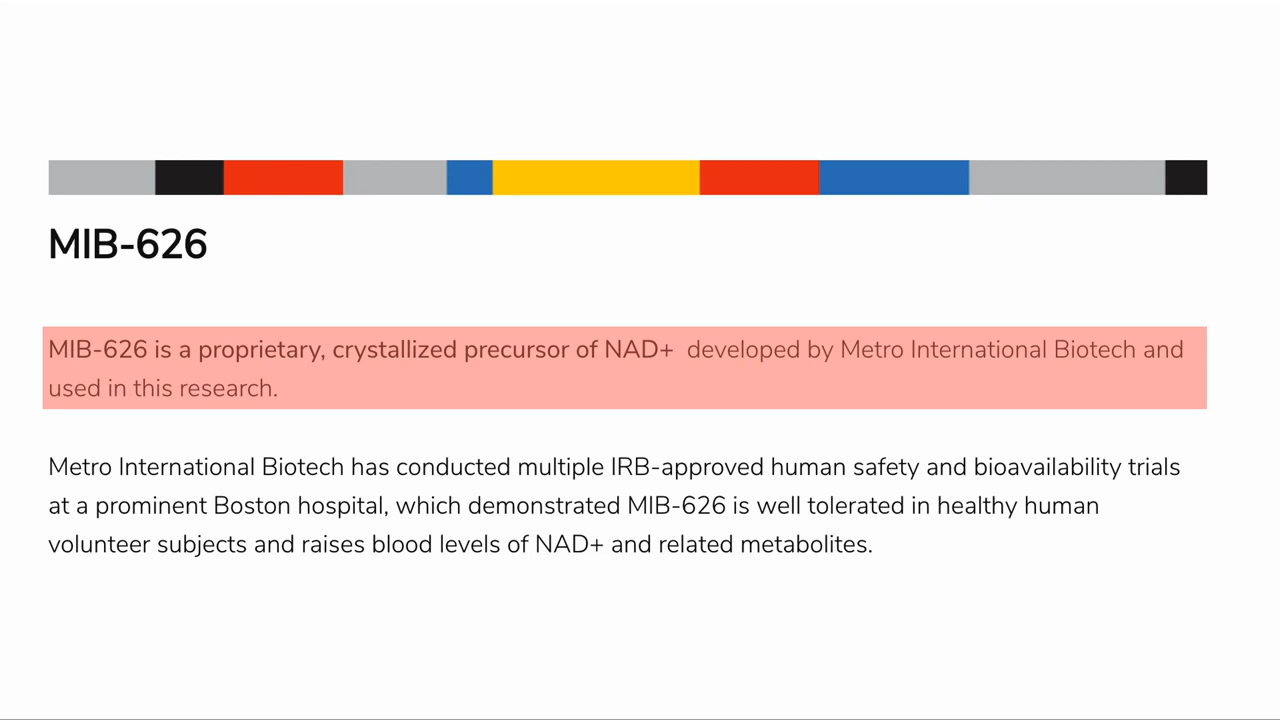 MIB-626
MIB-626 is a proprietary, crystallized precursor of NAD+ developed by Metro International Biotech and
used in this research.
Metro International Biotech has conducted multiple IRB-approved human safety and bioavailability trials
at a prominent Boston hospital, which demonstrated MIB-626 is well tolerated in healthy human
volunteer subjects and raises blood levels of NAD+ and related metabolites.